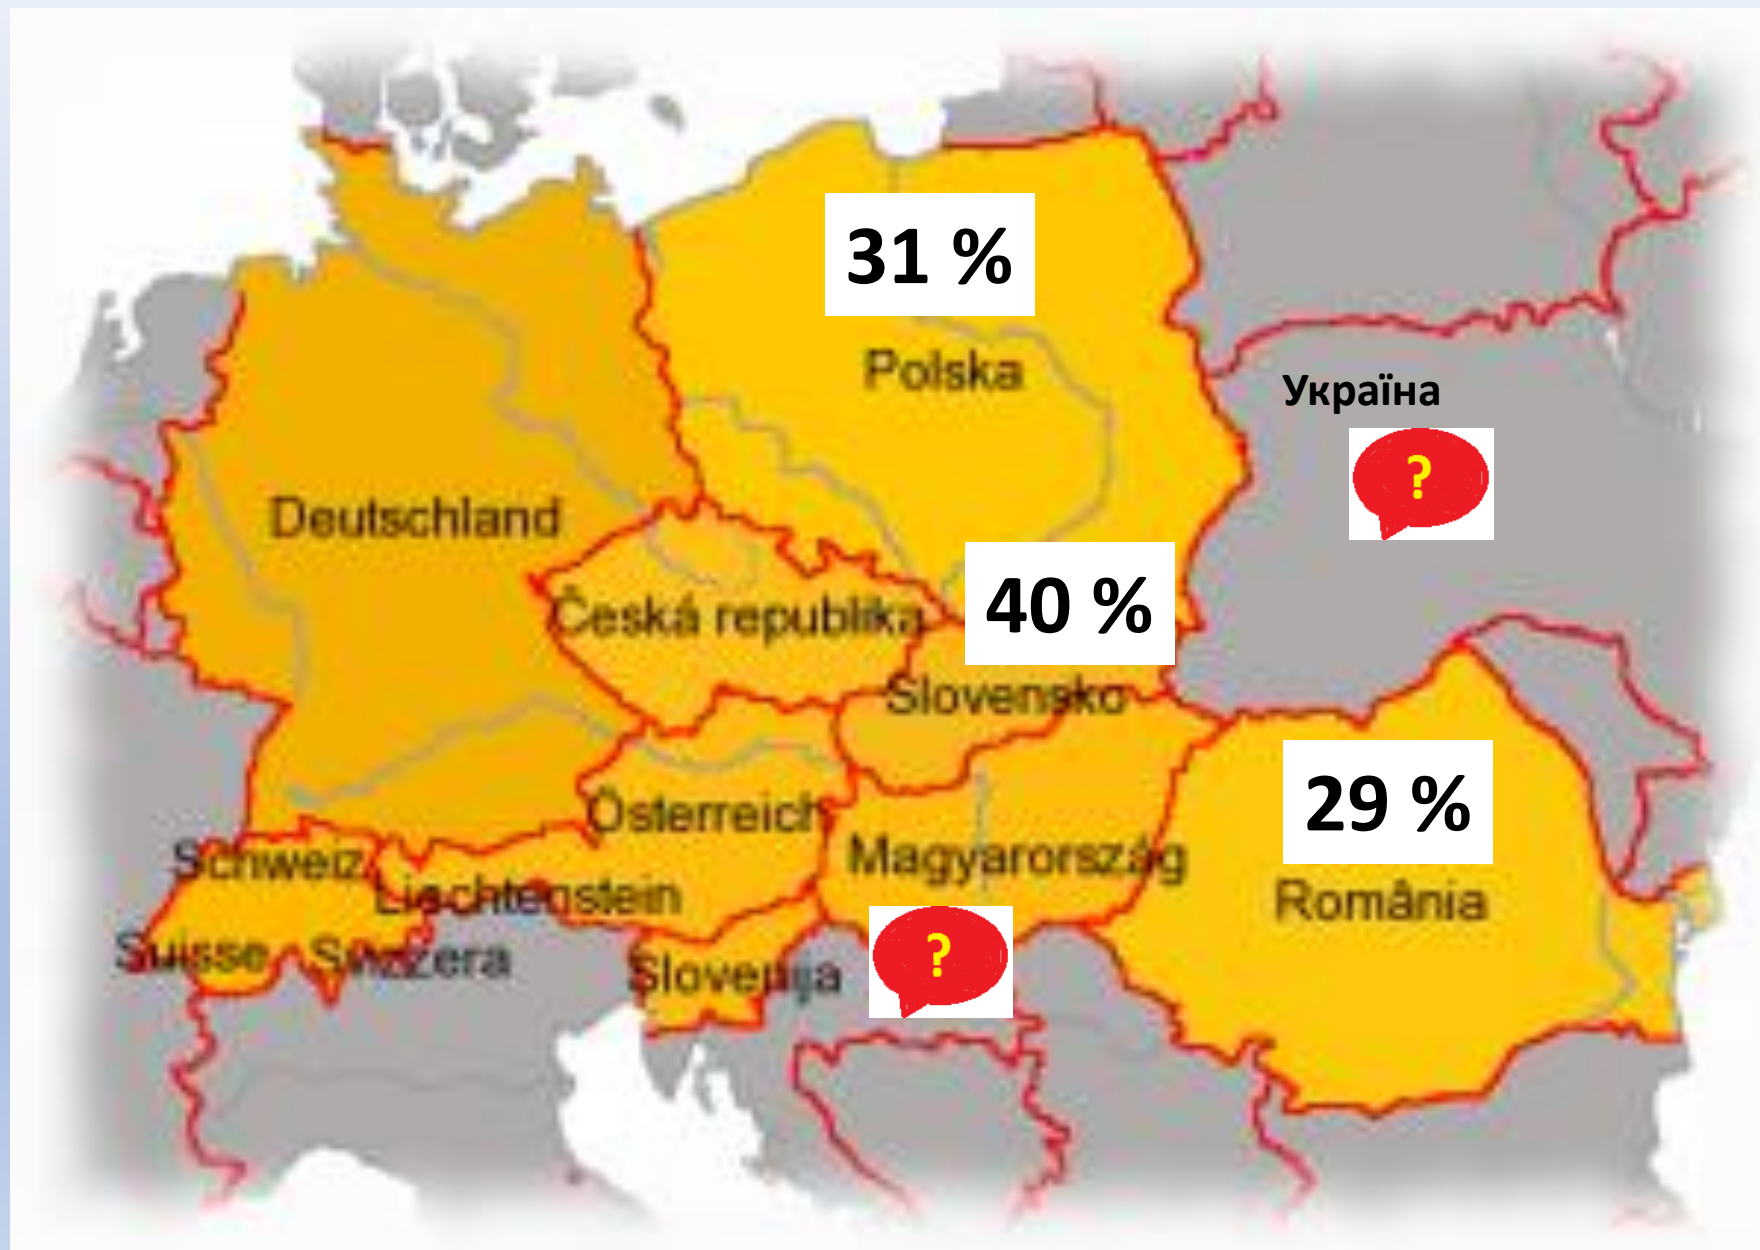 31 %
Polska
Україна
?
Deutschland
40 %
Česká republika
Slovensko
29 %
Österreich
Schweiz
Magyarország
Liechtenstein
România
Suisse
Svizzera
Slovenija
?